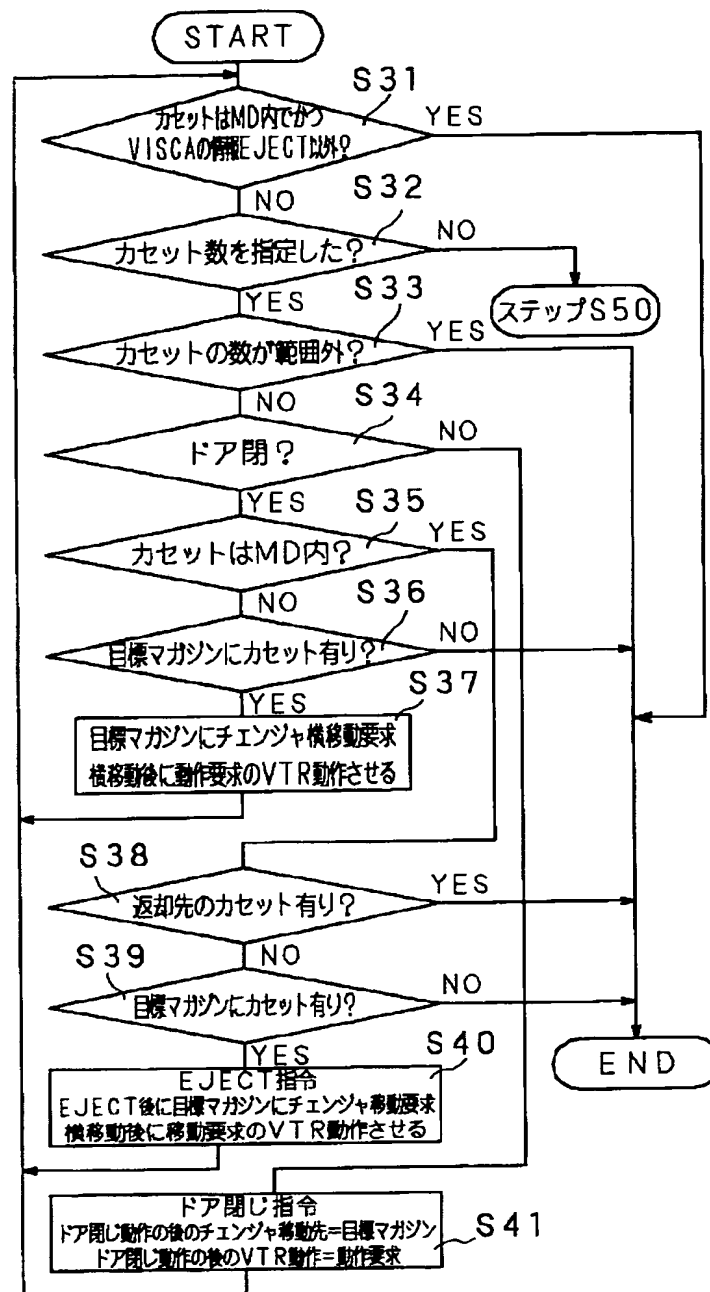 START
S31
カセットはMD内でかつ
VISCAの情報EJECT以外?
YES
NO
S32
カセット数を指定した?
NO
YES
ステップS50
S33
カセットの数が範囲外?
YES
NO
S34
ドア閉?
NO
YES
S35
カセットはMD内?
YES
NO
S36
目標マガジンにカセット有り?
NO
YES
S37
目標マガジンにチェンジャ横移動要求
横移動後に動作要求のVTR動作させる
S38
返却先のカセット有り?
YES
NO
S39
目標マガジンにカセット有り?
NO
YES
S40
EJECT指令
EJECT後に目標マガジンにチェンジャ移動要求
横移動後に移動要求のVTR動作させる
END
ドア閉じ指令
ドア閉じ動作の後のチェンジャ移動先=目標マガジン
ドア閉じ動作の後のVTR動作=動作要求
S41